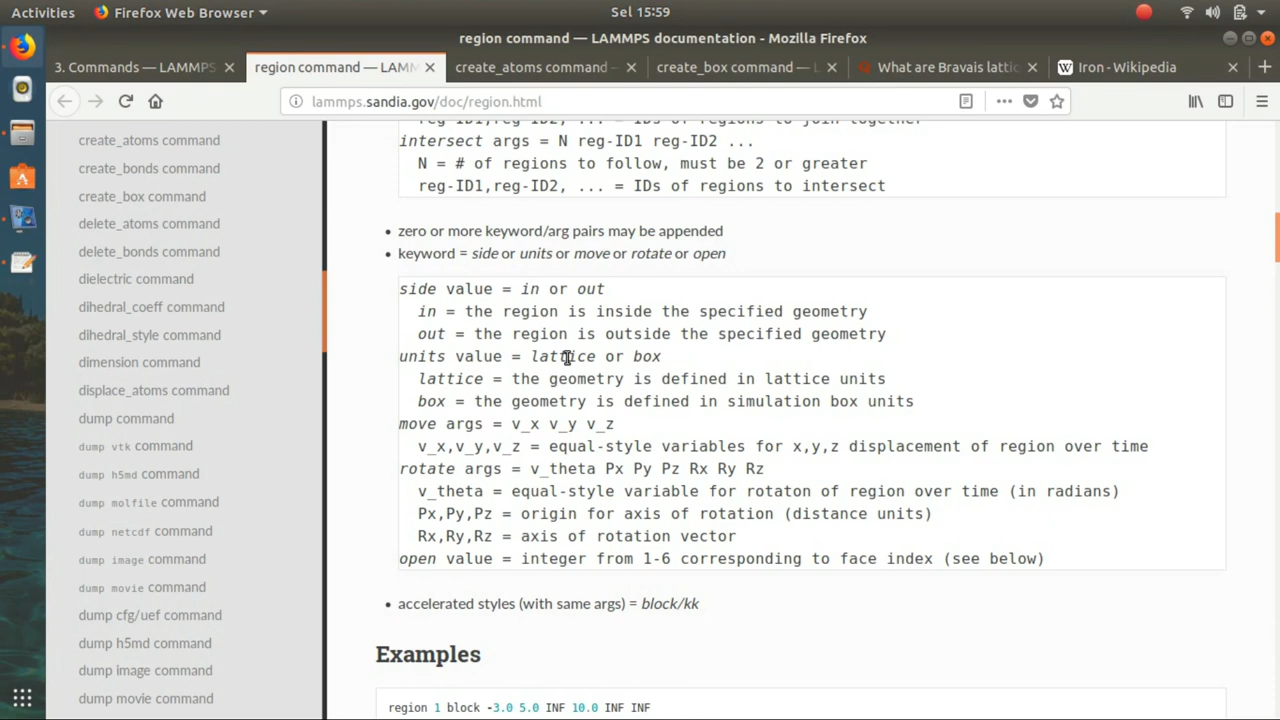 Activities Firefox Web Browser Sel 15:59
region command — LAMMPS documentation - Mozilla Firefox
3. Commands — LAMMPS region command — LAMM create_atoms command create_box command — L What are Bravais lattic Iron - Wikipedia
lammps.sandia.gov/doc/region.html
create_atoms command
create_bonds command
create_box command
delete_atoms command
delete_bonds command
dielectric command
dihedral_coeff command
dihedral_style command
dimension command
displace_atoms command
dump command
dump vtk command
dump h5md command
dump molfile command
dump netcdf command
dump image command
dump movie command
dump cfg/uef command
dump h5md command
dump image command
dump movie command
reg-ID1,reg-ID2, ... = IDs of regions to join together
intersect args = N reg-ID1 reg-ID2 ...
N = # of regions to follow, must be 2 or greater
reg-ID1,reg-ID2, ... = IDs of regions to intersect
• zero or more keyword/arg pairs may be appended
• keyword = side or units or move or rotate or open
side value = in or out
in = the region is inside the specified geometry
out = the region is outside the specified geometry
units value = lattice or box
lattice = the geometry is defined in lattice units
box = the geometry is defined in simulation box units
move args = v_x v_y v_z
v_x,v_y,v_z = equal-style variables for x,y,z displacement of region over time
rotate args = v_theta Px Py Pz Rx Ry Rz
v_theta = equal-style variable for rotaton of region over time (in radians)
Px,Py,Pz = origin for axis of rotation (distance units)
Rx,Ry,Rz = axis of rotation vector
open value = integer from 1-6 corresponding to face index (see below)
• accelerated styles (with same args) = block/kk
Examples
region 1 block -3.0 5.0 INF 10.0 INF INF